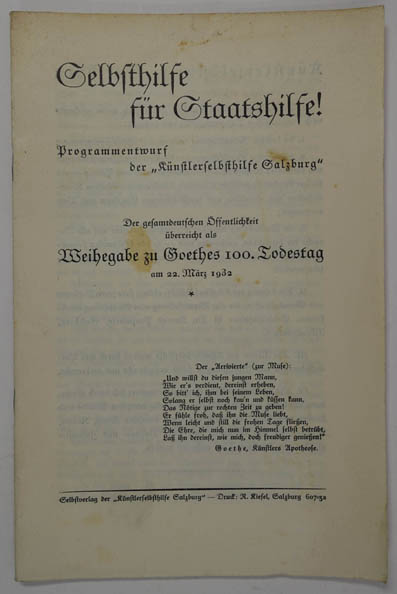 Selbsthilfe
für Staatshilfe!
Programmentwurf
der „Künstlerselbsthilfe Salzburg“
Der gesamtdeutschen Öffentlichkeit
überreicht als
Weihegabe zu Goethes 100. Todestag
am 22. März 1932
*
Der „Arrivierte“ (zur Muse):
„Und willst du diesen jungen Mann,
Wie er's verdient, dereinst erheben,
So bitt' ich, ihm bei seinem Leben,
Solang er selbst noch kau'n und küssen kann,
Das Nötige zur rechten Zeit zu geben!
Er fühle froh, daß ihn die Muse liebt,
Wenn leicht und still die frohen Tage fließen,
Die Ehre, die mich nun im Himmel selbst betrübt,
Laß ihn dereinst, wie mich, doch freudiger genießen!“
Goethe, Künstlers Apotheose.
Selbstverlag der „Künstlerselbsthilfe Salzburg“ — Druck: R. Kiesel, Salzburg 607-32